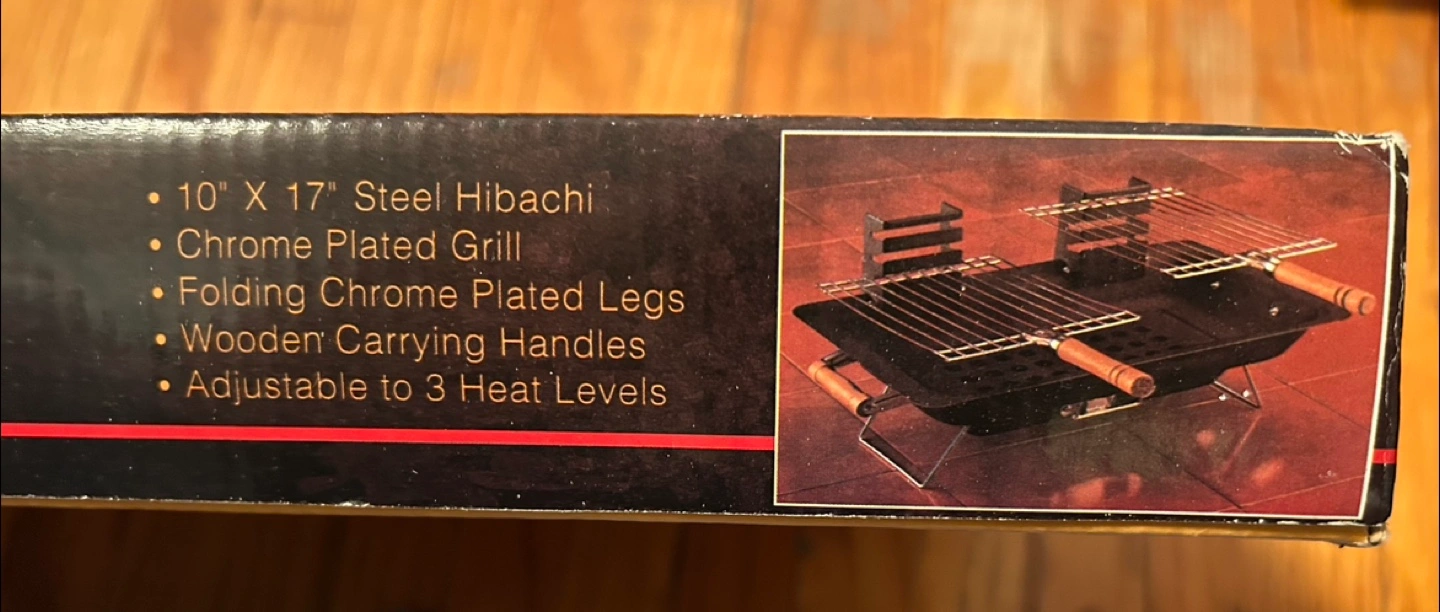 • 10" X 17" Steel Hibachi
• Chrome Plated Grill
• Folding Chrome Plated Legs
• Wooden Carrying Handles
• Adjustable to 3 Heat Levels